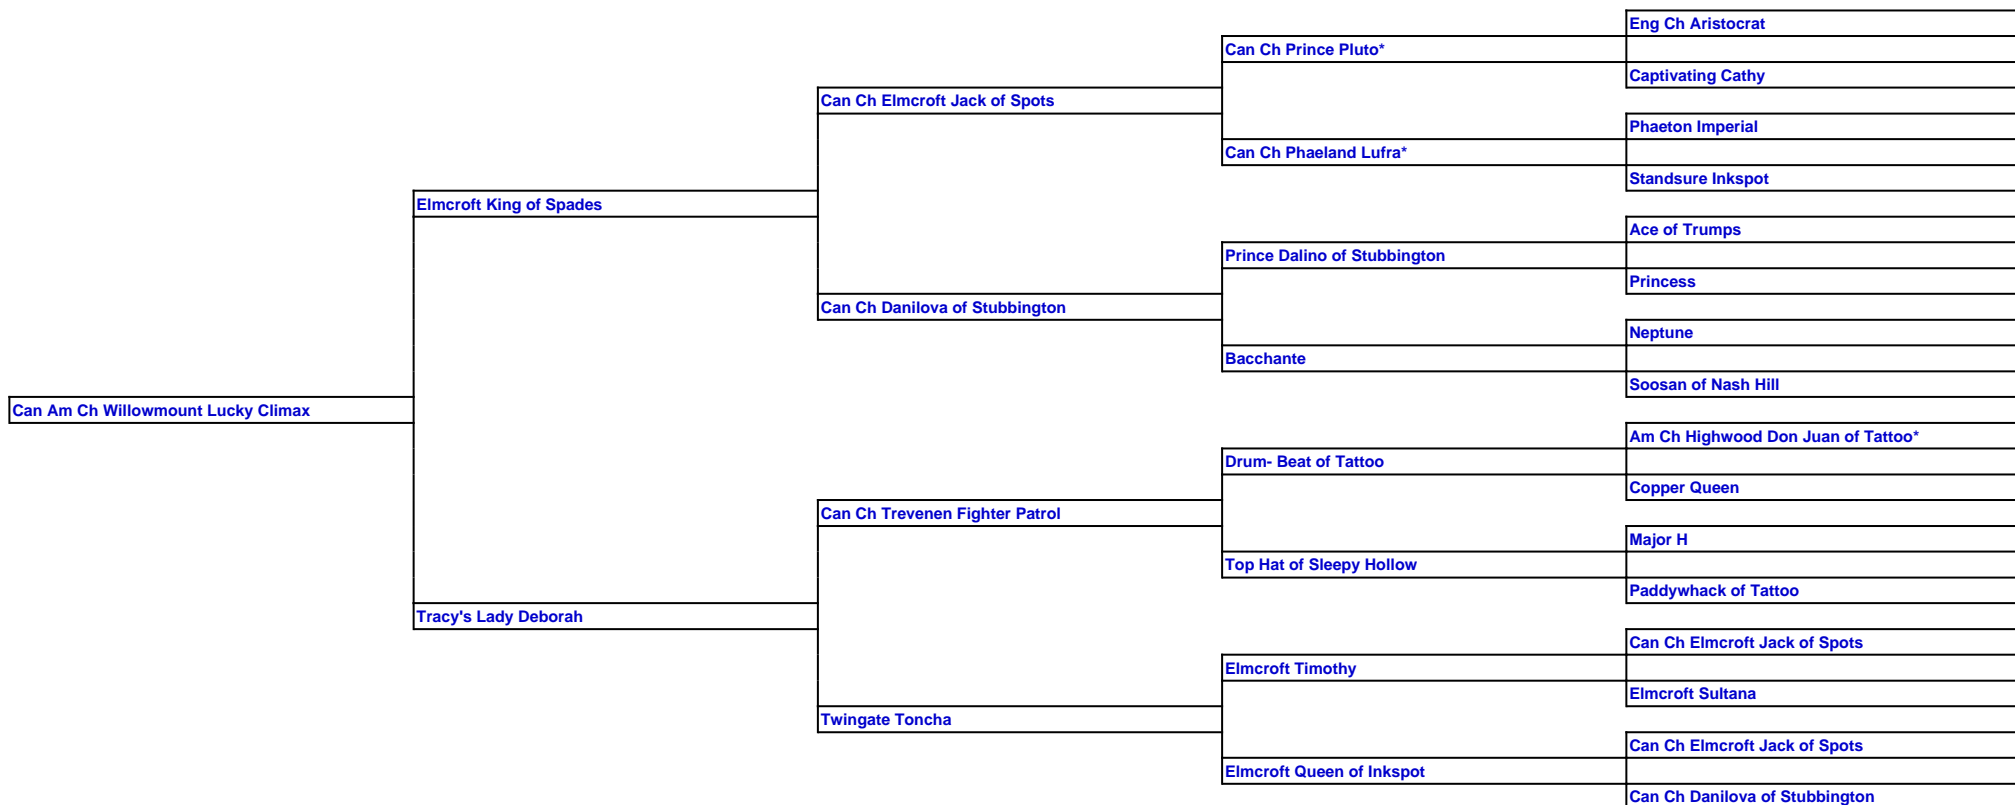 Eng Ch Aristocrat
Can Ch Prince Pluto*
Captivating Cathy
Can Ch Elmcroft Jack of Spots
Phaeton Imperial
Can Ch Phaeland Lufra*
Standsure Inkspot
Elmcroft King of Spades
Ace of Trumps
Prince Dalino of Stubbington
Princess
Can Ch Danilova of Stubbington
Neptune
Bacchante
Soosan of Nash Hill
Can Am Ch Willowmount Lucky Climax
Am Ch Highwood Don Juan of Tattoo*
Drum- Beat of Tattoo
Copper Queen
Can Ch Trevenen Fighter Patrol
Major H
Top Hat of Sleepy Hollow
Paddywhack of Tattoo
Tracy's Lady Deborah
Can Ch Elmcroft Jack of Spots
Elmcroft Timothy
Elmcroft Sultana
Twingate Toncha
Can Ch Elmcroft Jack of Spots
Elmcroft Queen of Inkspot
Can Ch Danilova of Stubbington